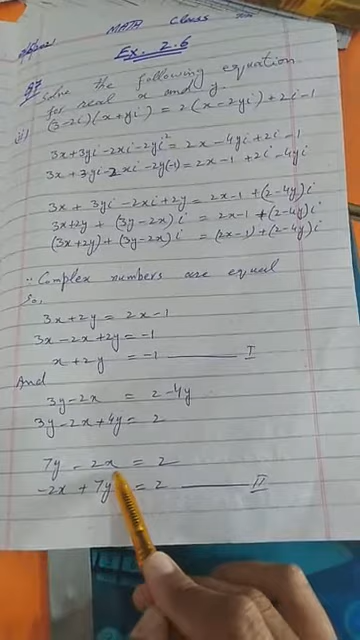 MATH Class
Ex. 2.6
Q7 Solve the following equation
for real x and y.
ii) (3-2i)(x+yi) = 2(x-2yi)+2i-1
3x+3yi-2xi-2yi² = 2x-4yi+2i-1
3x+3yi-2xi-2y(-1) = 2x-1+2i-4yi
3x+3yi-2xi+2y = 2x-1+(2-4y)i
3x+2y+(3y-2x)i = 2x-1+(2-4y)i
(3x+2y)+(3y-2x)i = (2x-1)+(2-4y)i
∵ Complex numbers are equal
So,
3x+2y = 2x-1
3x-2x+2y = -1
x+2y = -1 ——— I
And
3y-2x = 2-4y
3y-2x+4y = 2
7y-2x = 2
-2x+7y = 2 ——— II